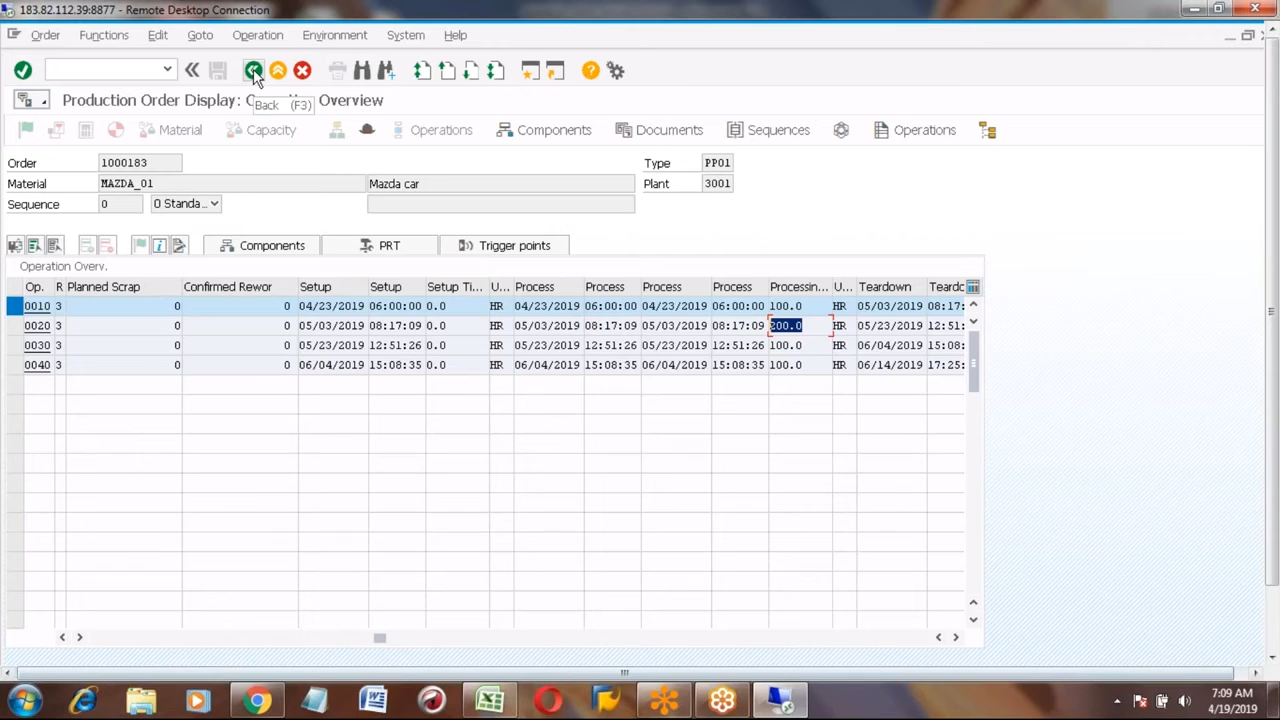 183.82.112.39:8877 - Remote Desktop Connection
Order Functions Edit Goto Operation Environment System Help
Production Order Display: Overview
Back (F3)
Material Capacity Operations Components Documents Sequences Operations
Order 1000183 Type PP01
Material MAZDA_01 Mazda car Plant 3001
Sequence 0 0 Standa...
Components PRT Trigger points
Operation Overv.
Op. R Planned Scrap Confirmed Rewc Setup Setup Setup Ti... U... Process Process Process Process Processin... U... Teardown Teardc
0010 3 0 0 04/23/2019 06:00:00 0.0 HR 04/23/2019 06:00:00 04/23/2019 06:00:00 100.0 HR 05/03/2019 08:17:
0020 3 0 0 05/03/2019 08:17:09 0.0 HR 05/03/2019 08:17:09 05/03/2019 08:17:09 200.0 HR 05/23/2019 12:51:
0030 3 0 0 05/23/2019 12:51:26 0.0 HR 05/23/2019 12:51:26 05/23/2019 12:51:26 100.0 HR 06/04/2019 15:08:
0040 3 0 0 06/04/2019 15:08:35 0.0 HR 06/04/2019 15:08:35 06/04/2019 15:08:35 100.0 HR 06/14/2019 17:25:
7:09 AM
4/19/2019